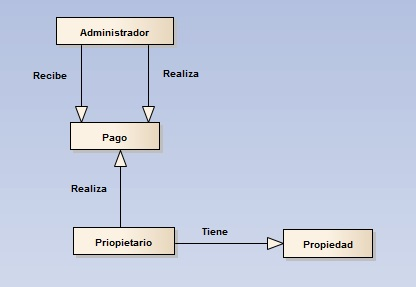 Administrador
Recibe
Realiza
Pago
Realiza
Priopietario
Tiene
Propiedad